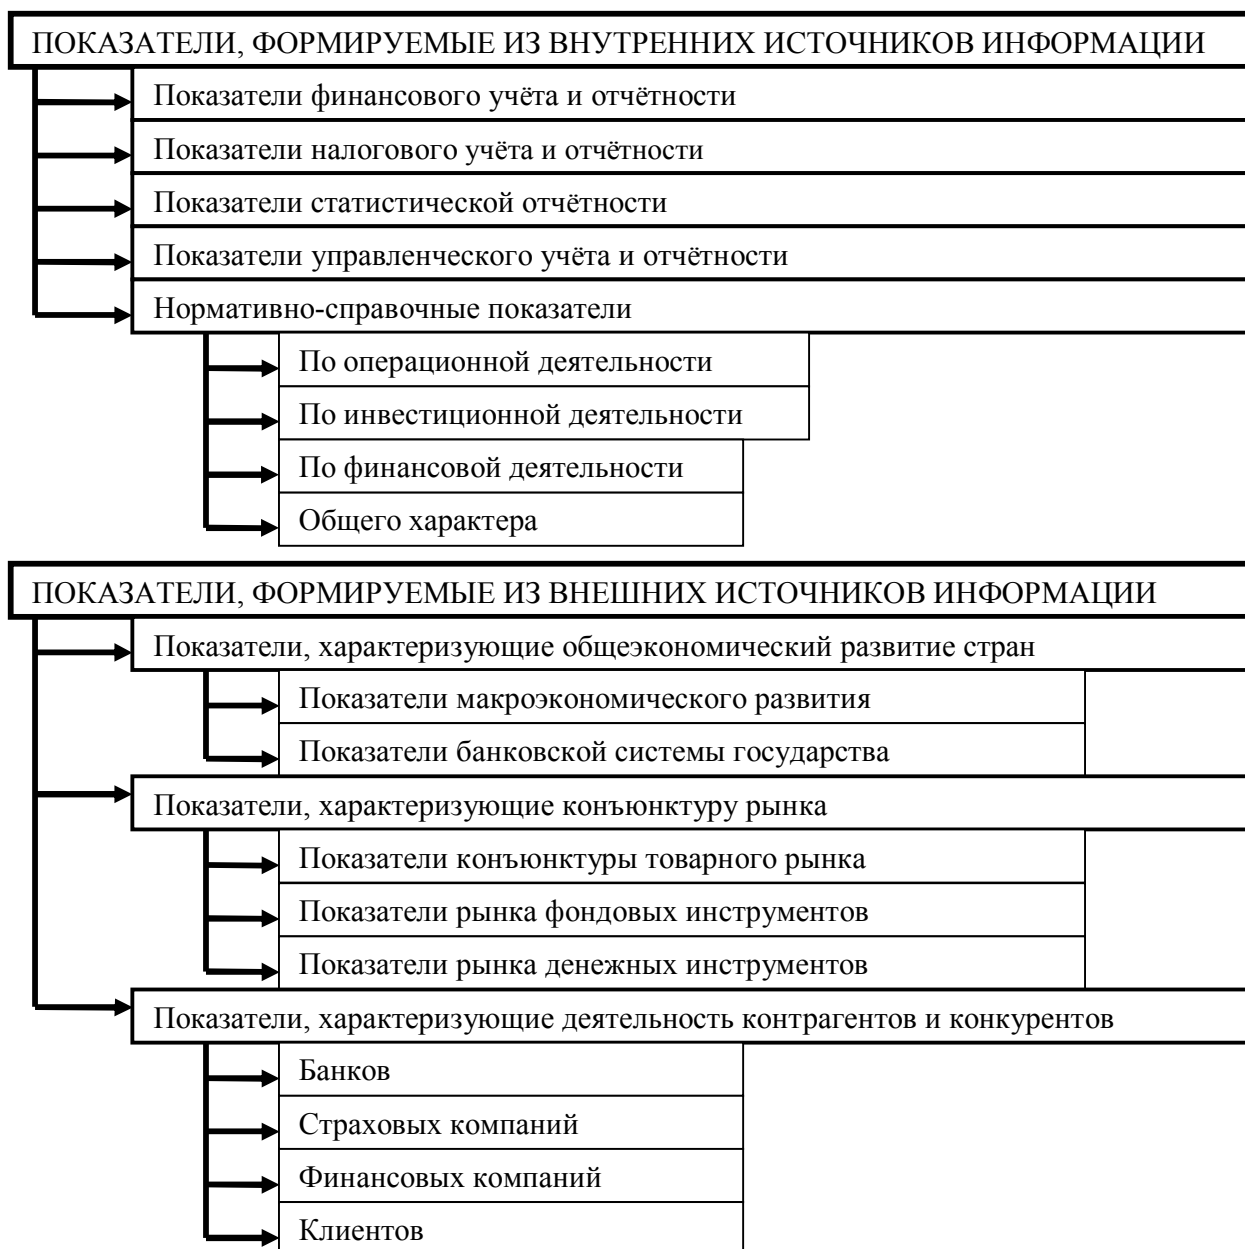 ПОКАЗАТЕЛИ, ФОРМИРУЕМЫЕ ИЗ ВНУТРЕННИХ ИСТОЧНИКОВ ИНФОРМАЦИИ
Показатели финансового учёта и отчётности
Показатели налогового учёта и отчётности
Показатели статистической отчётности
Показатели управленческого учёта и отчётности
Нормативно-справочные показатели
По операционной деятельности
По инвестиционной деятельности
По финансовой деятельности
Общего характера
ПОКАЗАТЕЛИ, ФОРМИРУЕМЫЕ ИЗ ВНЕШНИХ ИСТОЧНИКОВ ИНФОРМАЦИИ
Показатели, характеризующие общеэкономический развитие стран
Показатели макроэкономического развития
Показатели банковской системы государства
Показатели, характеризующие конъюнктуру рынка
Показатели конъюнктуры товарного рынка
Показатели рынка фондовых инструментов
Показатели рынка денежных инструментов
Показатели, характеризующие деятельность контрагентов и конкурентов
Банков
Страховых компаний
Финансовых компаний
Клиентов